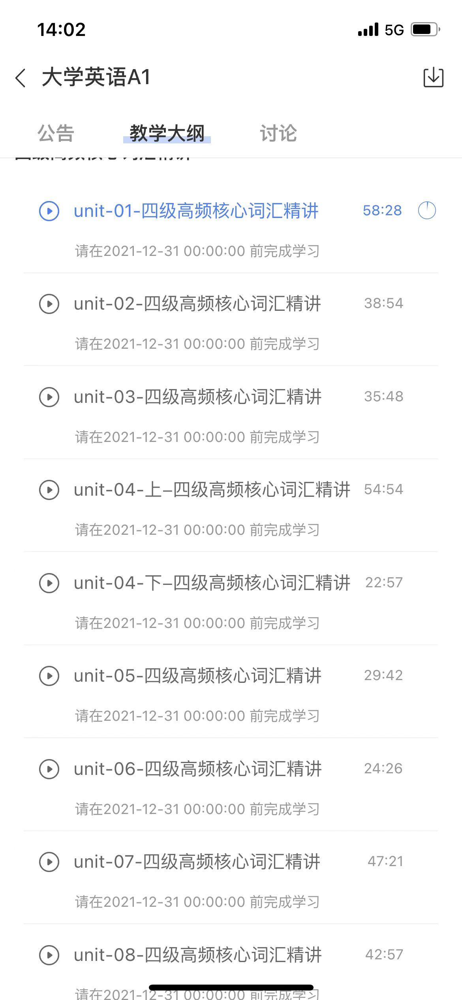 14:02
5G
大学英语A1
公告 教学大纲 讨论
四级高频核心词汇精讲
unit-01-四级高频核心词汇精讲 58:28
请在2021-12-31 00:00:00 前完成学习
unit-02-四级高频核心词汇精讲 38:54
请在2021-12-31 00:00:00 前完成学习
unit-03-四级高频核心词汇精讲 35:48
请在2021-12-31 00:00:00 前完成学习
unit-04-上–四级高频核心词汇精讲 54:54
请在2021-12-31 00:00:00 前完成学习
unit-04-下–四级高频核心词汇精讲 22:57
请在2021-12-31 00:00:00 前完成学习
unit-05-四级高频核心词汇精讲 29:42
请在2021-12-31 00:00:00 前完成学习
unit-06-四级高频核心词汇精讲 24:26
请在2021-12-31 00:00:00 前完成学习
unit-07-四级高频核心词汇精讲 47:21
请在2021-12-31 00:00:00 前完成学习
unit-08-四级高频核心词汇精讲 42:57
请在2021-12-31 00:00:00 前完成学习